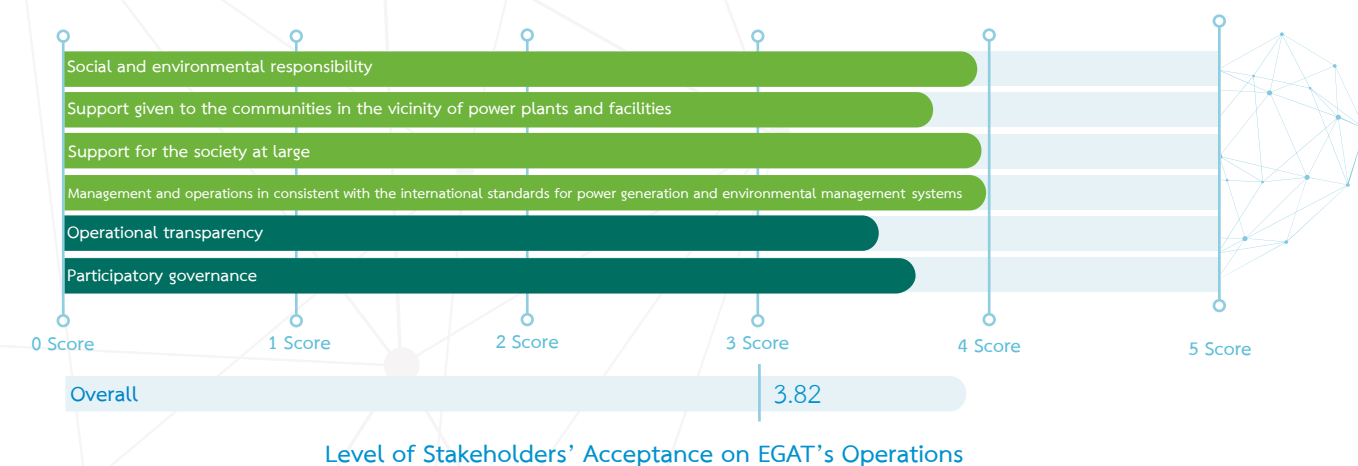 Social and environmental responsibility
Support given to the communities in the vicinity of power plants and facilities
Support for the society at large
Management and operations in consistent with the international standards for power generation and environmental management systems
Operational transparency
Participatory governance
0 Score
1 Score
2 Score
3 Score
4 Score
5 Score
Overall
3.82
Level of Stakeholders' Acceptance on EGAT's Operations